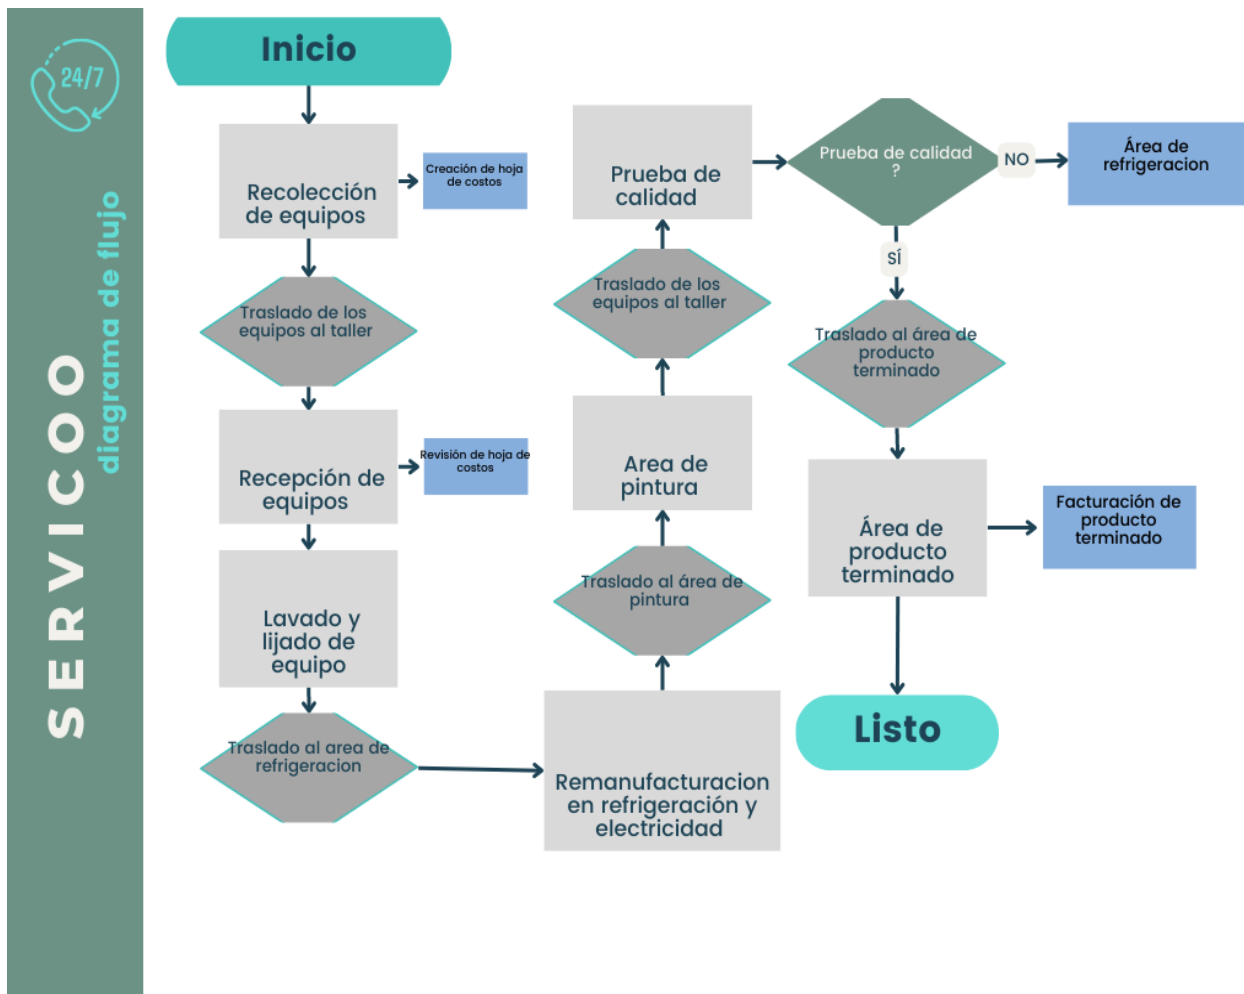 24/7
SERVICOO
diagrama de flujo
Inicio
Recolección
de equipos
Creación de hoja
de costos
Traslado de los
equipos al taller
Recepción de
equipos
Revisión de hoja de
costos
Lavado y
lijado de
equipo
Traslado al area de
refrigeracion
Remanufacturacion
en refrigeración y
electricidad
Traslado al área de
pintura
Area de
pintura
Traslado de los
equipos al taller
Prueba de
calidad
Prueba de calidad
?
NO
Área de
refrigeracion
SÍ
Traslado al área de
producto
terminado
Área de
producto
terminado
Facturación de
producto
terminado
Listo